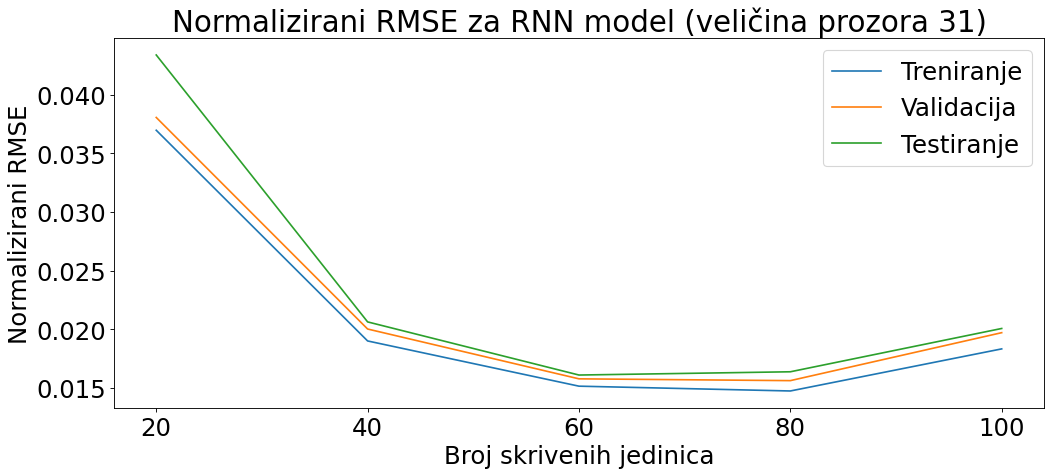 Normalizirani RMSE za RNN model (veličina prozora 31)
Treniranje
Validacija
Testiranje
Normalizirani RMSE
0.040
0.035
0.030
0.025
0.020
0.015
20 40 60 80 100
Broj skrivenih jedinica